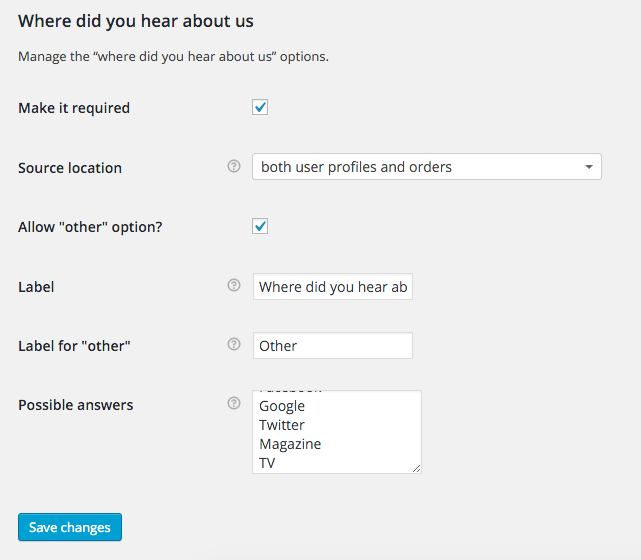 Where did you hear about us
Manage the “where did you hear about us” options.
Make it required
Source location ? both user profiles and orders
Allow "other" option?
Label ? Where did you hear ab
Label for "other" ? Other
Possible answers ?
Google
Twitter
Magazine
TV
Save changes